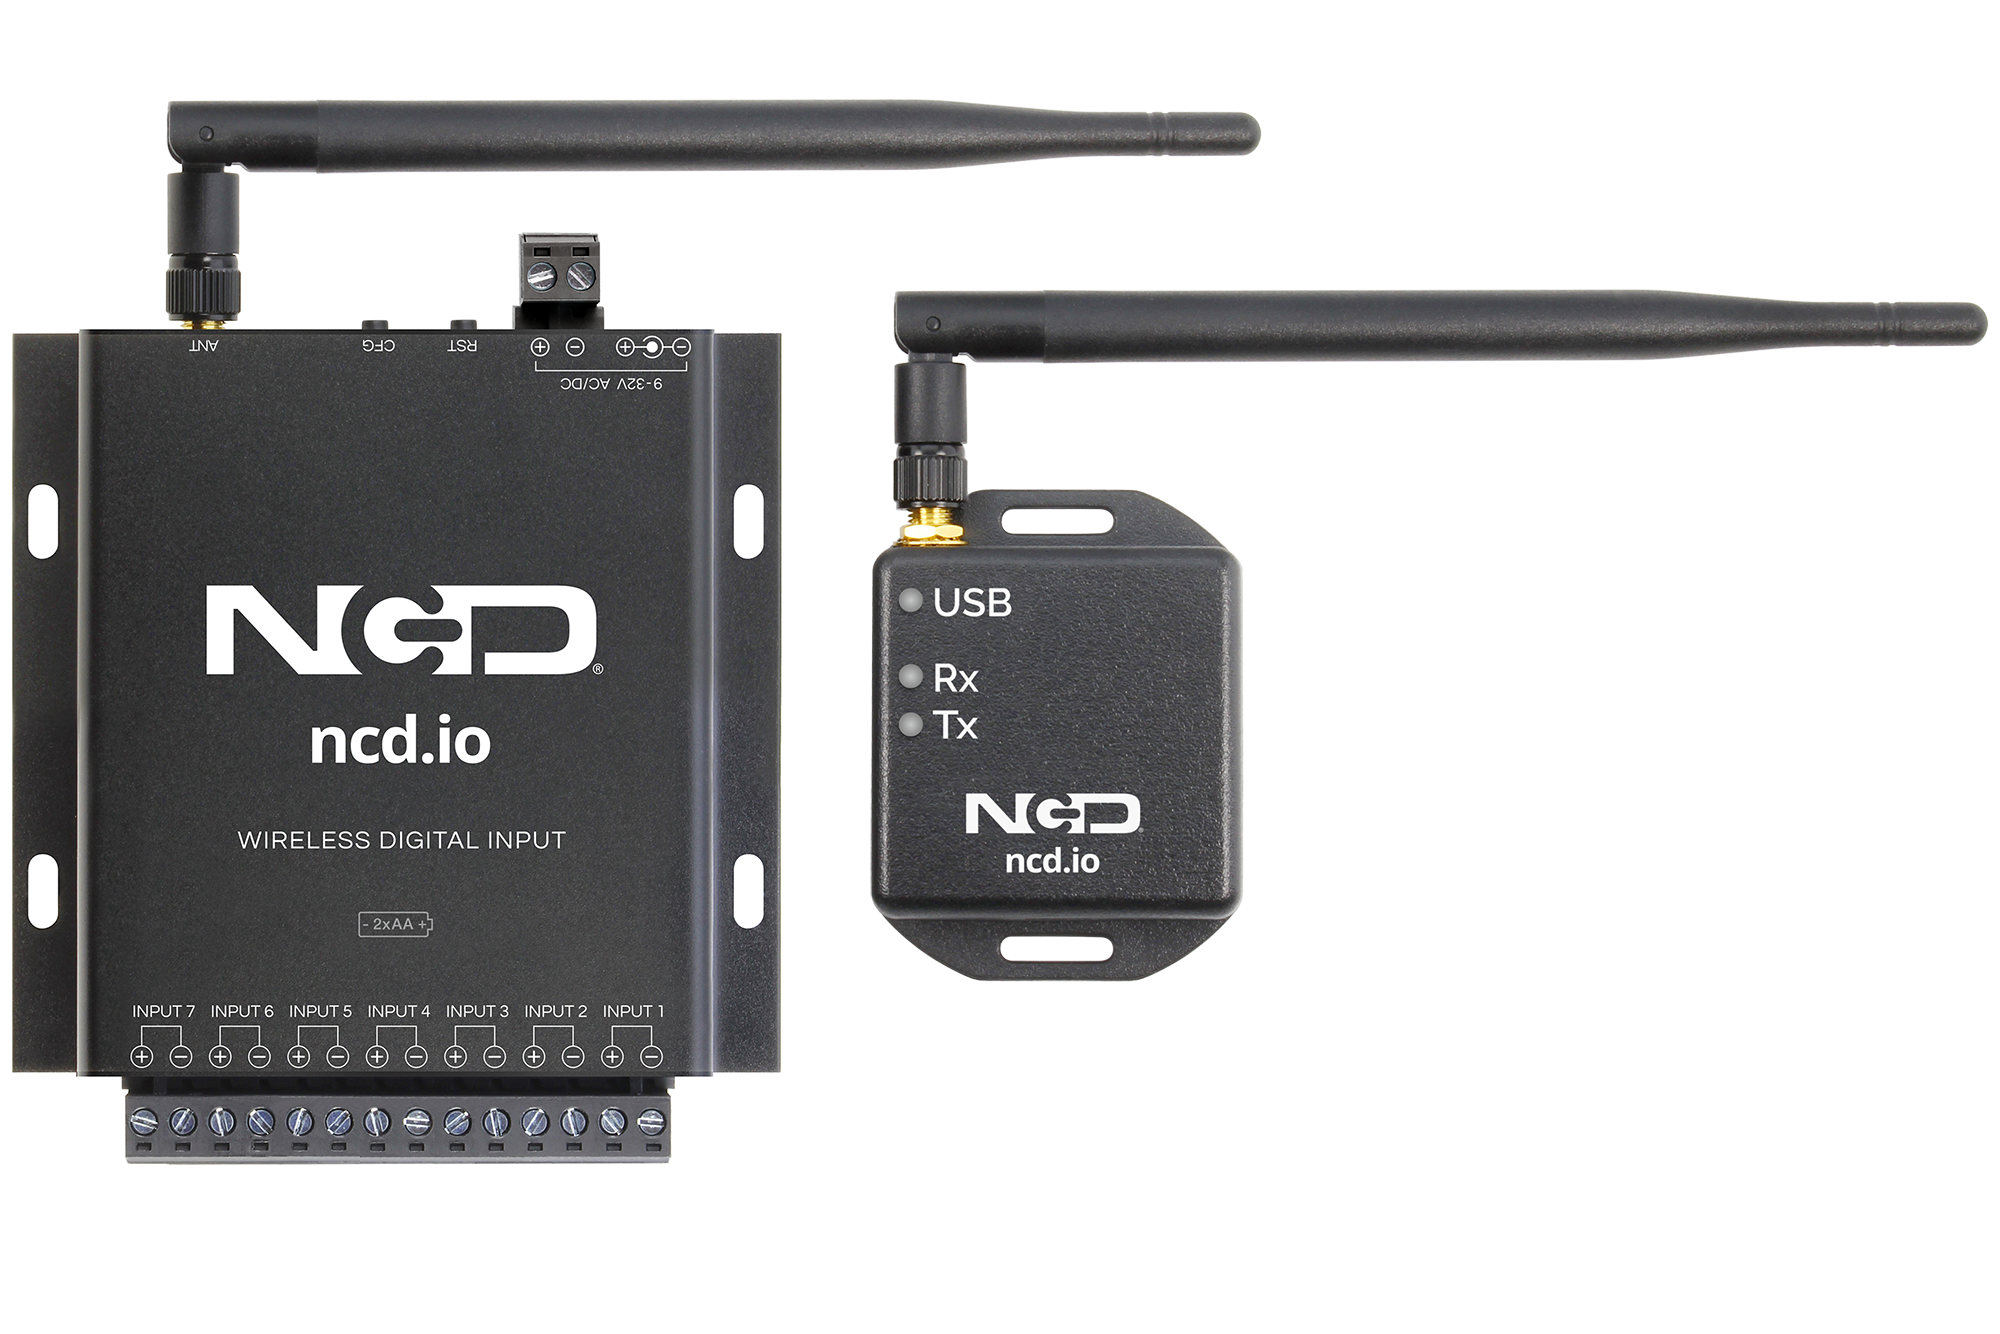 ANT
CFG
RST
+ - + -
9-32V AC/DC
NCD®
ncd.io
WIRELESS DIGITAL INPUT
- 2xAA +
INPUT 7 INPUT 6 INPUT 5 INPUT 4 INPUT 3 INPUT 2 INPUT 1
+ - + - + - + - + - + - + -
USB
Rx
Tx
NCD
ncd.io